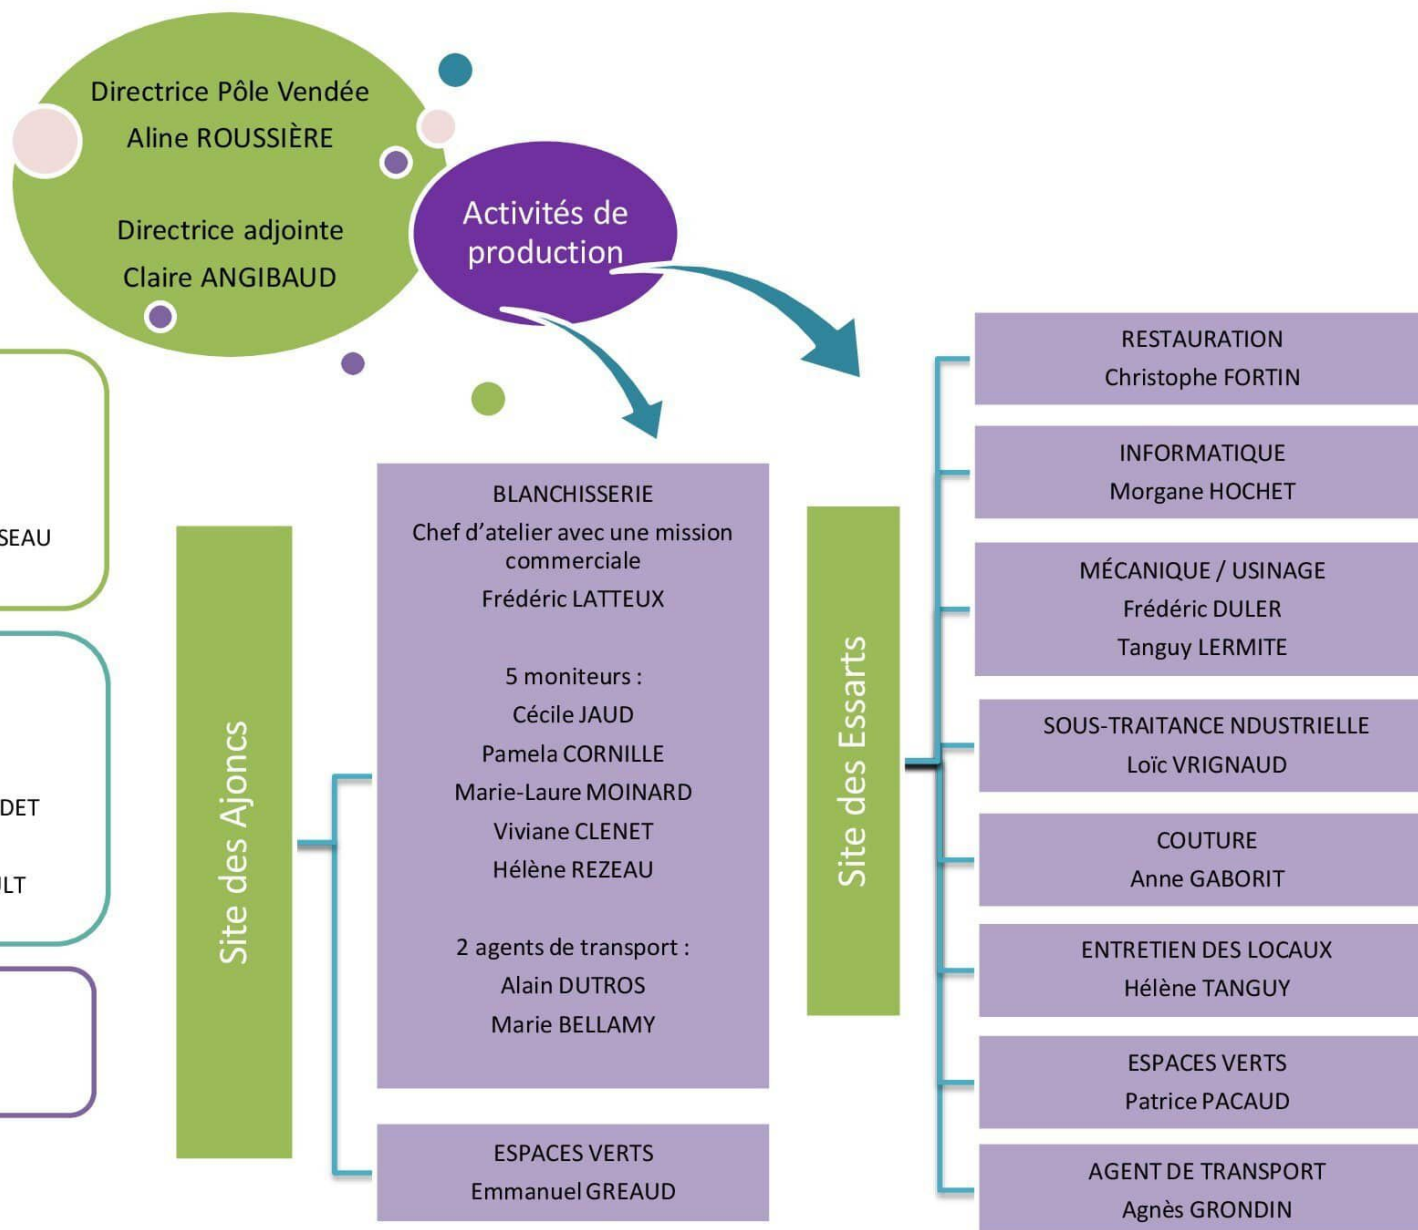 Directrice Pôle Vendée
Aline ROUSSIÈRE
Directrice adjointe
Claire ANGIBAUD
Activités de
production
SEAU
DET
ULT
Site des Ajoncs
BLANCHISSERIE
Chef d’atelier avec une mission
commerciale
Frédéric LATTEUX
5 moniteurs :
Cécile JAUD
Pamela CORNILLE
Marie-Laure MOINARD
Viviane CLENET
Hélène REZEAU
2 agents de transport :
Alain DUTROS
Marie BELLAMY
ESPACES VERTS
Emmanuel GREAUD
Site des Essarts
RESTAURATION
Christophe FORTIN
INFORMATIQUE
Morgane HOCHET
MÉCANIQUE / USINAGE
Frédéric DULER
Tanguy LERMITE
SOUS-TRAITANCE NDUSTRIELLE
Loïc VRIGNAUD
COUTURE
Anne GABORIT
ENTRETIEN DES LOCAUX
Hélène TANGUY
ESPACES VERTS
Patrice PACAUD
AGENT DE TRANSPORT
Agnès GRONDIN